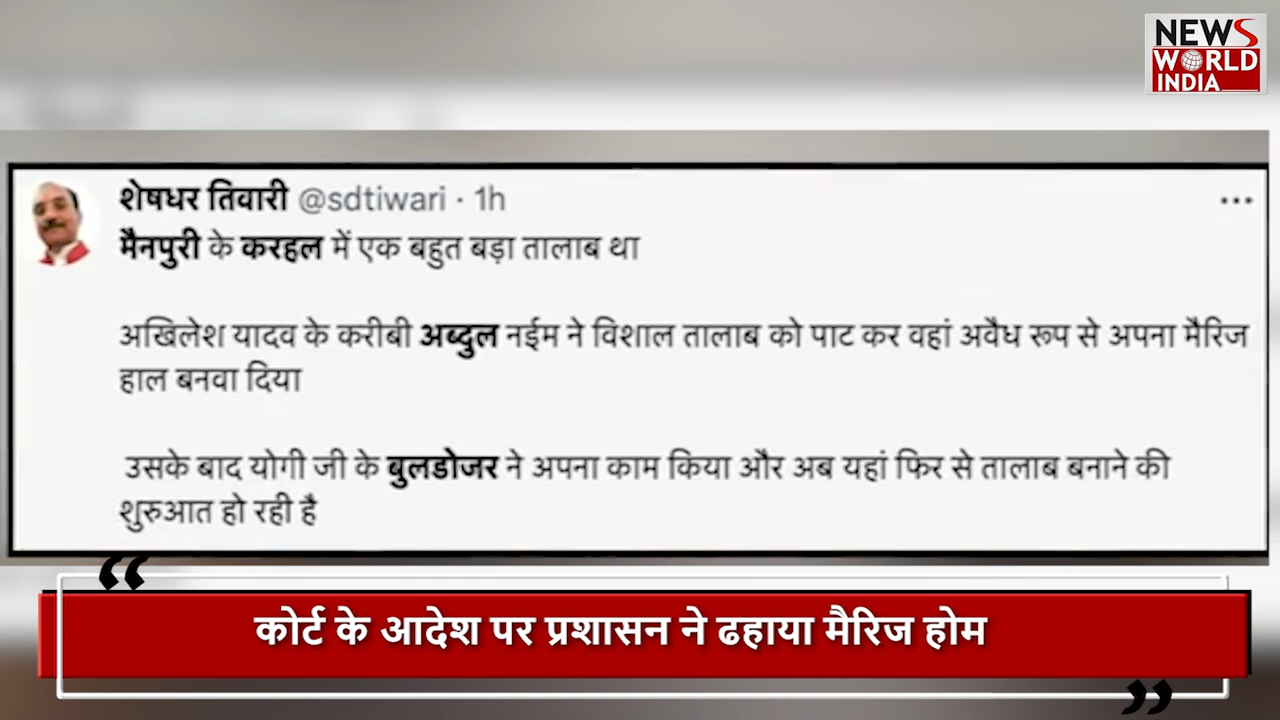 NEWS
WORLD
INDIA
शेषधर तिवारी @sdtiwari · 1h
मैनपुरी के करहल में एक बहुत बड़ा तालाब था
अखिलेश यादव के करीबी अब्दुल नईम ने विशाल तालाब को पाट कर वहां अवैध रूप से अपना मैरिज
हाल बनवा दिया
उसके बाद योगी जी के बुलडोजर ने अपना काम किया और अब यहां फिर से तालाब बनाने की
शुरुआत हो रही है
कोर्ट के आदेश पर प्रशासन ने ढहाया मैरिज होम